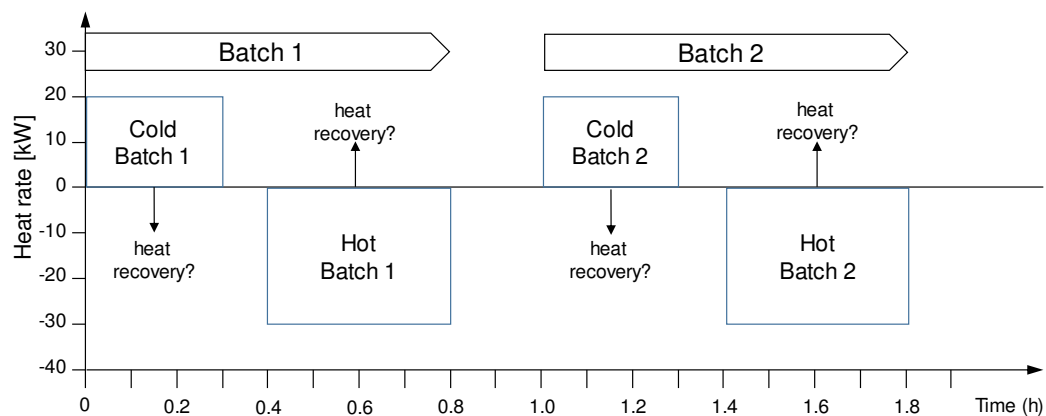 Heat rate [kW]
30
20
10
0
-10
-20
-30
-40
Batch 1
Batch 2
Cold
Batch 1
heat
recovery?
Cold
Batch 2
heat
recovery?
heat
recovery?
Hot
Batch 1
heat
recovery?
Hot
Batch 2
0
0.2
0.4
0.6
0.8
1.0
1.2
1.4
1.6
1.8
Time (h)